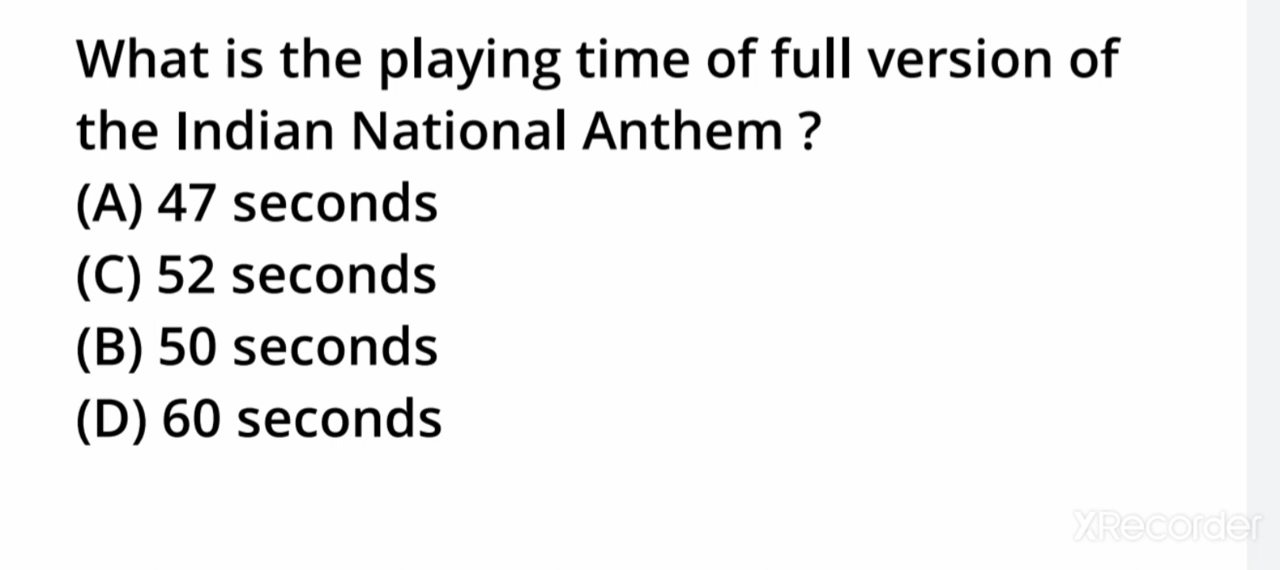 What is the playing time of full version of
the Indian National Anthem ?
(A) 47 seconds
(C) 52 seconds
(B) 50 seconds
(D) 60 seconds
XRecorder